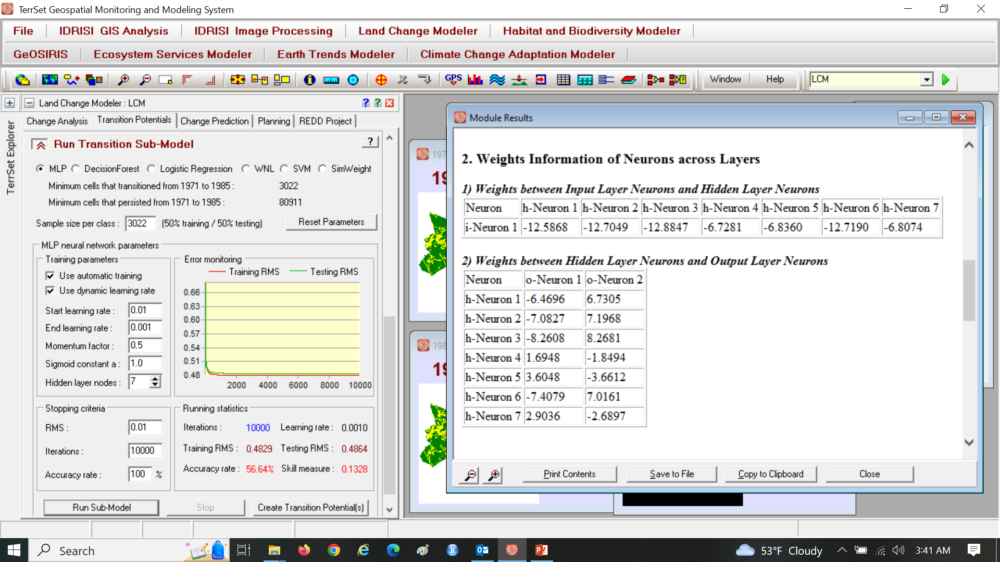 TerrSet Geospatial Monitoring and Modeling System
File IDRISI GIS Analysis IDRISI Image Processing Land Change Modeler Habitat and Biodiversity Modeler
GeOSIRIS Ecosystem Services Modeler Earth Trends Modeler Climate Change Adaptation Modeler
GPS Window Help LCM
TerrSet Explorer
Land Change Modeler : LCM
Change Analysis Transition Potentials Change Prediction Planning REDD Project
Run Transition Sub-Model ?
MLP DecisionForest Logistic Regression WNL SVM SimWeight
Minimum cells that transitioned from 1971 to 1985 : 3022
Minimum cells that persisted from 1971 to 1985 : 80911
Sample size per class : 3022 (50% training / 50% testing) Reset Parameters
MLP neural network parameters
Training parameters
Use automatic training
Use dynamic learning rate
Start learning rate : 0.01
End learning rate : 0.001
Momentum factor : 0.5
Sigmoid constant a : 1.0
Hidden layer nodes : 7
Error monitoring
Training RMS Testing RMS
0.66
0.63
0.60
0.57
0.54
0.51
0.48
2000 4000 6000 8000 10000
Stopping criteria
RMS : 0.01
Iterations : 10000
Accuracy rate : 100 %
Running statistics
Iterations : 10000 Learning rate : 0.0010
Training RMS : 0.4829 Testing RMS : 0.4864
Accuracy rate : 56.64% Skill measure : 0.1328
Run Sub-Model Stop Create Transition Potential(s)
197
19
198
19
Module Results
2. Weights Information of Neurons across Layers
1) Weights between Input Layer Neurons and Hidden Layer Neurons
Neuron h-Neuron 1 h-Neuron 2 h-Neuron 3 h-Neuron 4 h-Neuron 5 h-Neuron 6 h-Neuron 7
i-Neuron 1 -12.5868 -12.7049 -12.8847 -6.7281 -6.8360 -12.7190 -6.8074
2) Weights between Hidden Layer Neurons and Output Layer Neurons
Neuron o-Neuron 1 o-Neuron 2
h-Neuron 1 -6.4696 6.7305
h-Neuron 2 -7.0827 7.1968
h-Neuron 3 -8.2608 8.2681
h-Neuron 4 1.6948 -1.8494
h-Neuron 5 3.6048 -3.6612
h-Neuron 6 -7.4079 7.0161
h-Neuron 7 2.9036 -2.6897
Print Contents Save to File Copy to Clipboard Close
Search 53°F Cloudy 3:41 AM